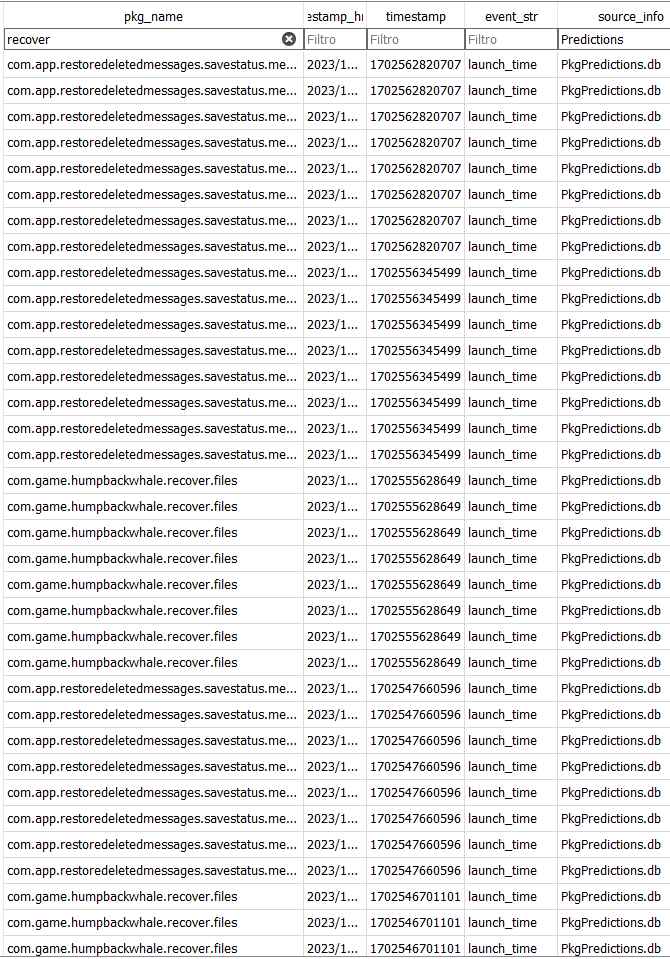 pkg_name estamp_h timestamp event_str source_info
recover Filtro Filtro Filtro Predictions
com.app.restoredeletedmessages.savestatus.me... 2023/1... 1702562820707 launch_time PkgPredictions.db
com.app.restoredeletedmessages.savestatus.me... 2023/1... 1702562820707 launch_time PkgPredictions.db
com.app.restoredeletedmessages.savestatus.me... 2023/1... 1702562820707 launch_time PkgPredictions.db
com.app.restoredeletedmessages.savestatus.me... 2023/1... 1702562820707 launch_time PkgPredictions.db
com.app.restoredeletedmessages.savestatus.me... 2023/1... 1702562820707 launch_time PkgPredictions.db
com.app.restoredeletedmessages.savestatus.me... 2023/1... 1702562820707 launch_time PkgPredictions.db
com.app.restoredeletedmessages.savestatus.me... 2023/1... 1702562820707 launch_time PkgPredictions.db
com.app.restoredeletedmessages.savestatus.me... 2023/1... 1702562820707 launch_time PkgPredictions.db
com.app.restoredeletedmessages.savestatus.me... 2023/1... 1702556345499 launch_time PkgPredictions.db
com.app.restoredeletedmessages.savestatus.me... 2023/1... 1702556345499 launch_time PkgPredictions.db
com.app.restoredeletedmessages.savestatus.me... 2023/1... 1702556345499 launch_time PkgPredictions.db
com.app.restoredeletedmessages.savestatus.me... 2023/1... 1702556345499 launch_time PkgPredictions.db
com.app.restoredeletedmessages.savestatus.me... 2023/1... 1702556345499 launch_time PkgPredictions.db
com.app.restoredeletedmessages.savestatus.me... 2023/1... 1702556345499 launch_time PkgPredictions.db
com.app.restoredeletedmessages.savestatus.me... 2023/1... 1702556345499 launch_time PkgPredictions.db
com.app.restoredeletedmessages.savestatus.me... 2023/1... 1702556345499 launch_time PkgPredictions.db
com.game.humpbackwhale.recover.files 2023/1... 1702555628649 launch_time PkgPredictions.db
com.game.humpbackwhale.recover.files 2023/1... 1702555628649 launch_time PkgPredictions.db
com.game.humpbackwhale.recover.files 2023/1... 1702555628649 launch_time PkgPredictions.db
com.game.humpbackwhale.recover.files 2023/1... 1702555628649 launch_time PkgPredictions.db
com.game.humpbackwhale.recover.files 2023/1... 1702555628649 launch_time PkgPredictions.db
com.game.humpbackwhale.recover.files 2023/1... 1702555628649 launch_time PkgPredictions.db
com.game.humpbackwhale.recover.files 2023/1... 1702555628649 launch_time PkgPredictions.db
com.game.humpbackwhale.recover.files 2023/1... 1702555628649 launch_time PkgPredictions.db
com.app.restoredeletedmessages.savestatus.me... 2023/1... 1702547660596 launch_time PkgPredictions.db
com.app.restoredeletedmessages.savestatus.me... 2023/1... 1702547660596 launch_time PkgPredictions.db
com.app.restoredeletedmessages.savestatus.me... 2023/1... 1702547660596 launch_time PkgPredictions.db
com.app.restoredeletedmessages.savestatus.me... 2023/1... 1702547660596 launch_time PkgPredictions.db
com.app.restoredeletedmessages.savestatus.me... 2023/1... 1702547660596 launch_time PkgPredictions.db
com.app.restoredeletedmessages.savestatus.me... 2023/1... 1702547660596 launch_time PkgPredictions.db
com.app.restoredeletedmessages.savestatus.me... 2023/1... 1702547660596 launch_time PkgPredictions.db
com.app.restoredeletedmessages.savestatus.me... 2023/1... 1702547660596 launch_time PkgPredictions.db
com.game.humpbackwhale.recover.files 2023/1... 1702546701101 launch_time PkgPredictions.db
com.game.humpbackwhale.recover.files 2023/1... 1702546701101 launch_time PkgPredictions.db
com.game.humpbackwhale.recover.files 2023/1... 1702546701101 launch_time PkgPredictions.db